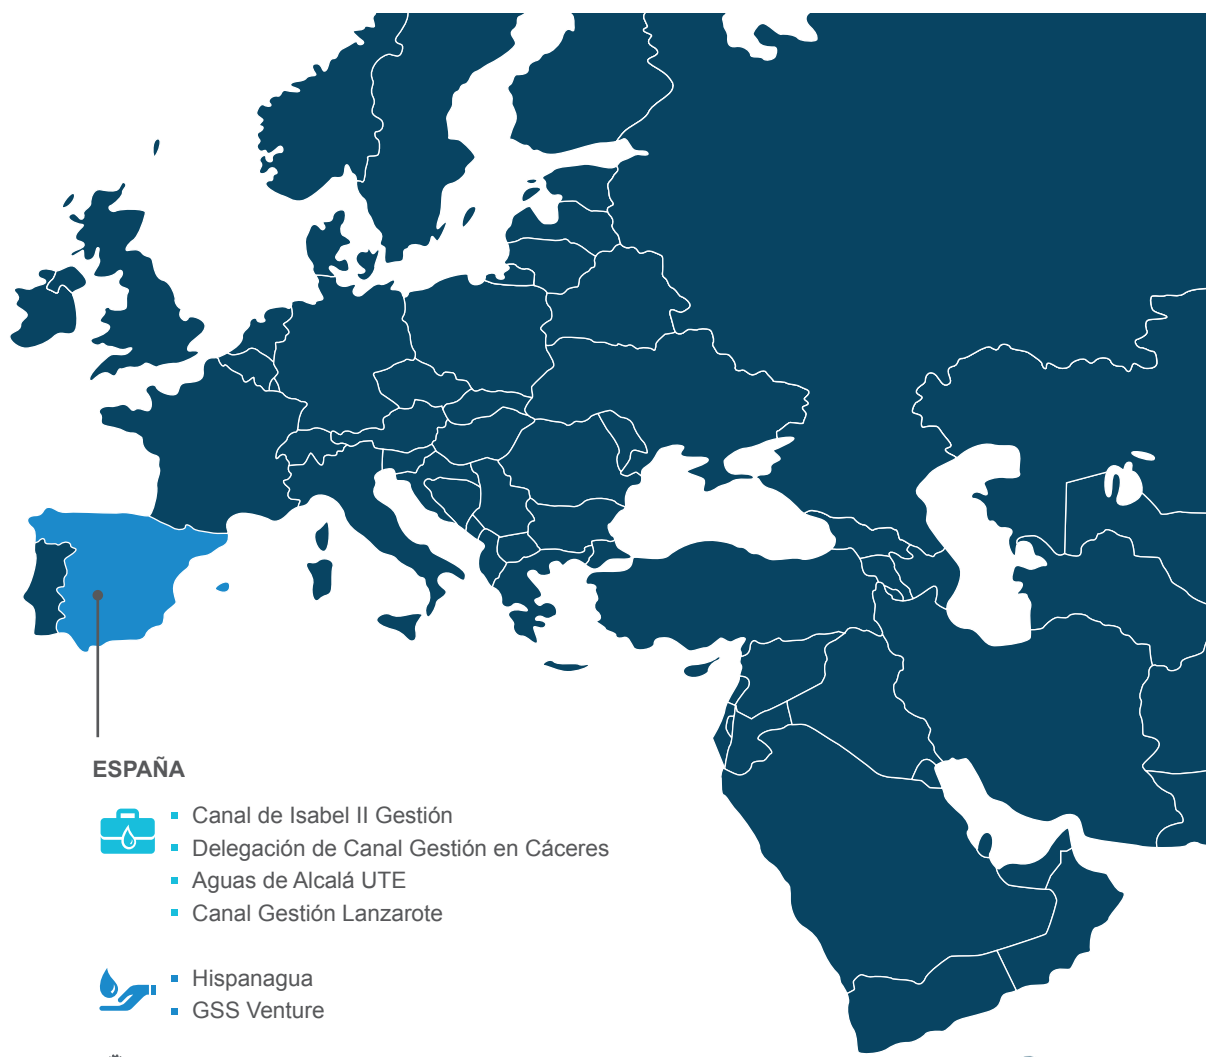 ESPAÑA
Canal de Isabel II Gestión
Delegación de Canal Gestión en Cáceres
Aguas de Alcalá UTE
Canal Gestión Lanzarote
Hispanagua
GSS Venture